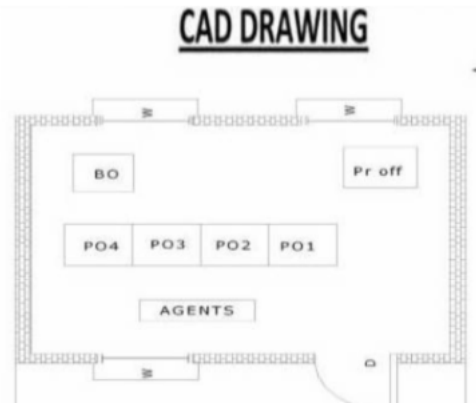 CAD DRAWING
W W
BO Pr off
PO4 PO3 PO2 PO1
AGENTS
W D